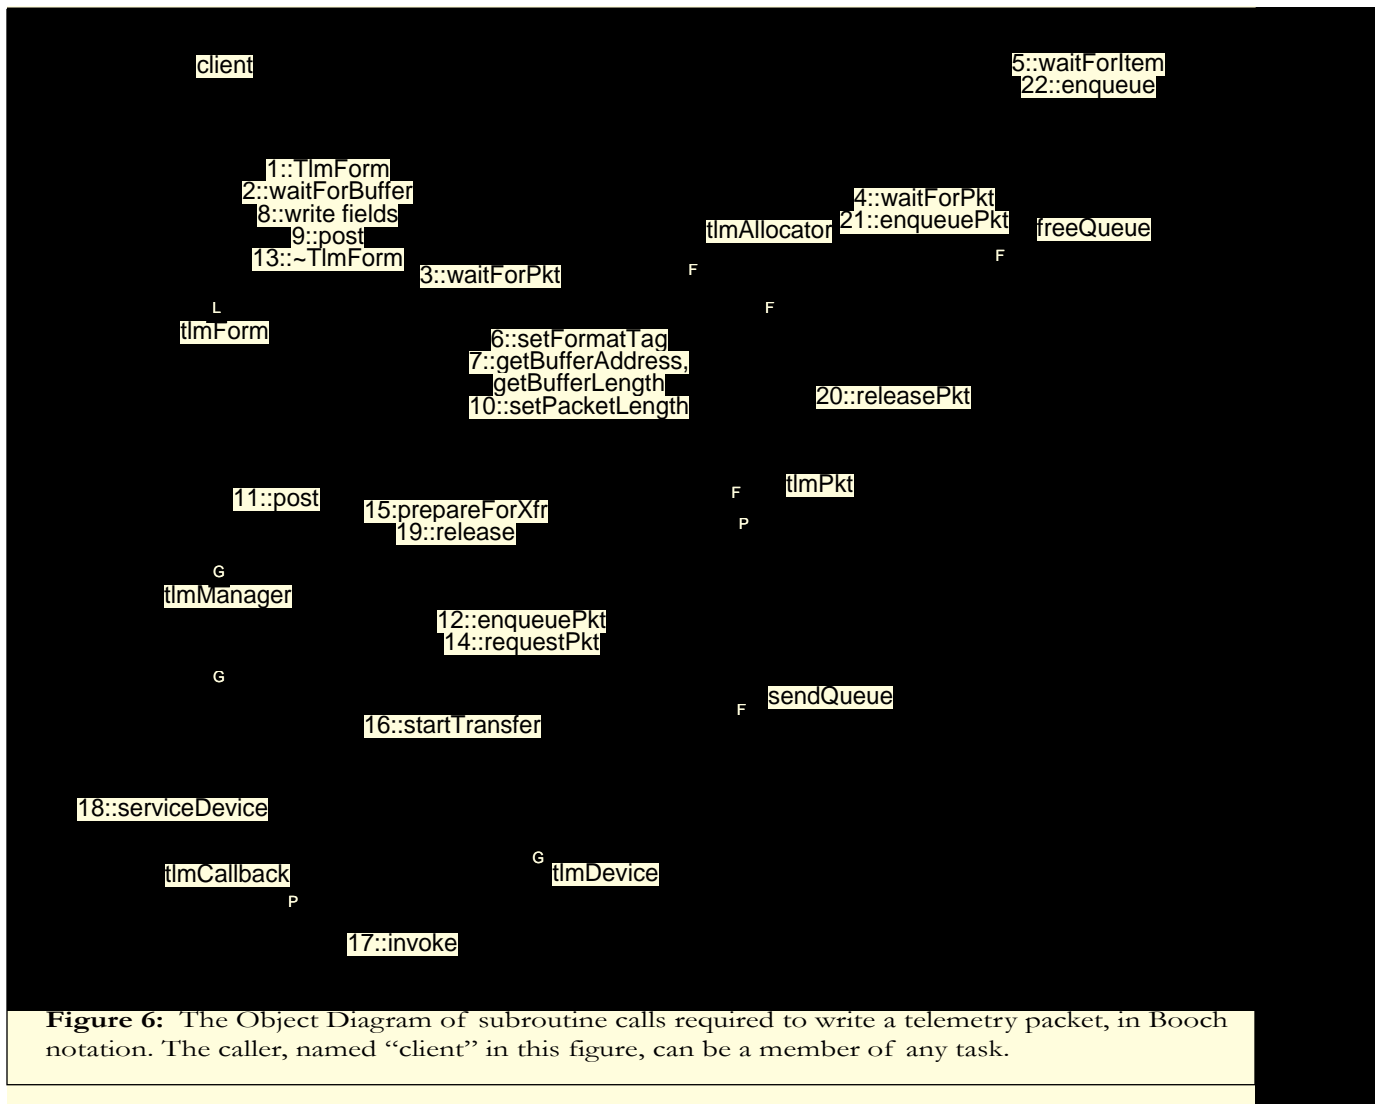 client
5::waitForItem
22::enqueue
1::TlmForm
2::waitForBuffer
8::write fields
9::post
13::~TlmForm
4::waitForPkt
21::enqueuePkt
tlmAllocator
freeQueue
F
3::waitForPkt
F
L
F
tlmForm
6::setFormatTag
7::getBufferAddress,
getBufferLength
10::setPacketLength
20::releasePkt
tlmPkt
F
11::post
15:prepareForXfr
19::release
P
G
tlmManager
12::enqueuePkt
14::requestPkt
G
sendQueue
F
16::startTransfer
18::serviceDevice
G
tlmCallback
tlmDevice
P
17::invoke
Figure 6: The Object Diagram of subroutine calls required to write a telemetry packet, in Booch
notation. The caller, named “client” in this figure, can be a member of any task.